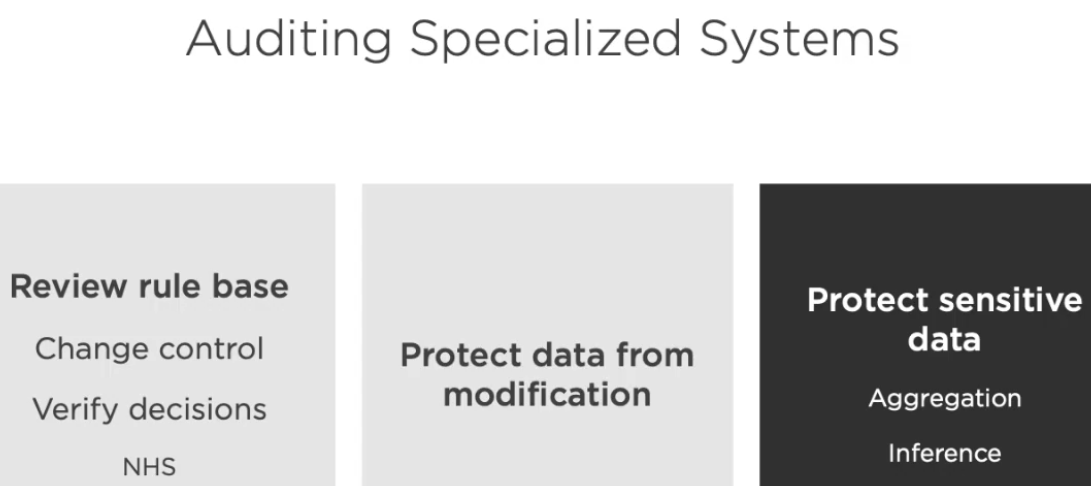 Auditing Specialized Systems
Review rule base
Change control
Verify decisions
NHS
Protect data from
modification
Protect sensitive
data
Aggregation
Inference